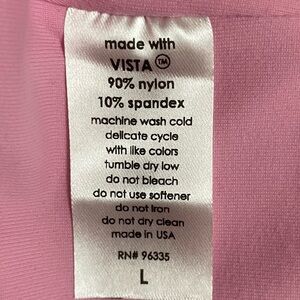 made with
VISTA™
90% nylon
10% spandex
machine wash cold
delicate cycle
with like colors
tumble dry low
do not bleach
do not use softener
do not iron
do not dry clean
made in USA
RN# 96335
L